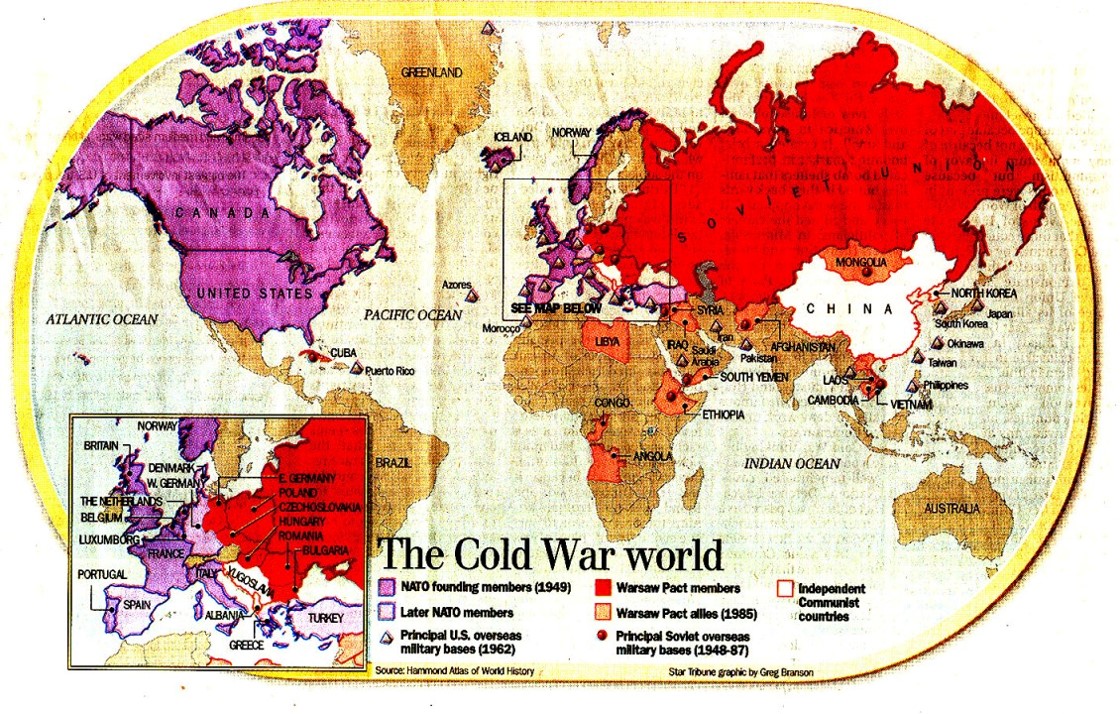 GREENLAND
ICELAND
NORWAY
CANADA
SOVIET UNION
MONGOLIA
UNITED STATES
Azores
SEE MAP BELOW
CHINA
NORTH KOREA
ATLANTIC OCEAN
PACIFIC OCEAN
Morocco
SYRIA
South Korea
Japan
LIBYA
IRAQ
Iran
AFGHANISTAN
Okinawa
CUBA
Saudi
Arabia
Pakistan
Taiwan
Puerto Rico
SOUTH YEMEN
LAOS
Philippines
CONGO
ETHIOPIA
CAMBODIA
VIETNAM
BRAZIL
ANGOLA
INDIAN OCEAN
AUSTRALIA
NORWAY
BRITAIN
DENMARK
W. GERMANY
E. GERMANY
THE NETHERLANDS
POLAND
BELGIUM
CZECHOSLOVAKIA
HUNGARY
LUXUMBORG
ROMANIA
FRANCE
BULGARIA
PORTUGAL
ITALY
YUGOSLAVIA
SPAIN
ALBANIA
TURKEY
GREECE
The Cold War world
NATO founding members (1949)
Later NATO members
Principal U.S. overseas
military bases (1962)
Warsaw Pact members
Warsaw Pact allies (1985)
Principal Soviet overseas
military bases (1948-87)
Independent
Communist
countries
Source: Hammond Atlas of World History
Star Tribune graphic by Greg Branson